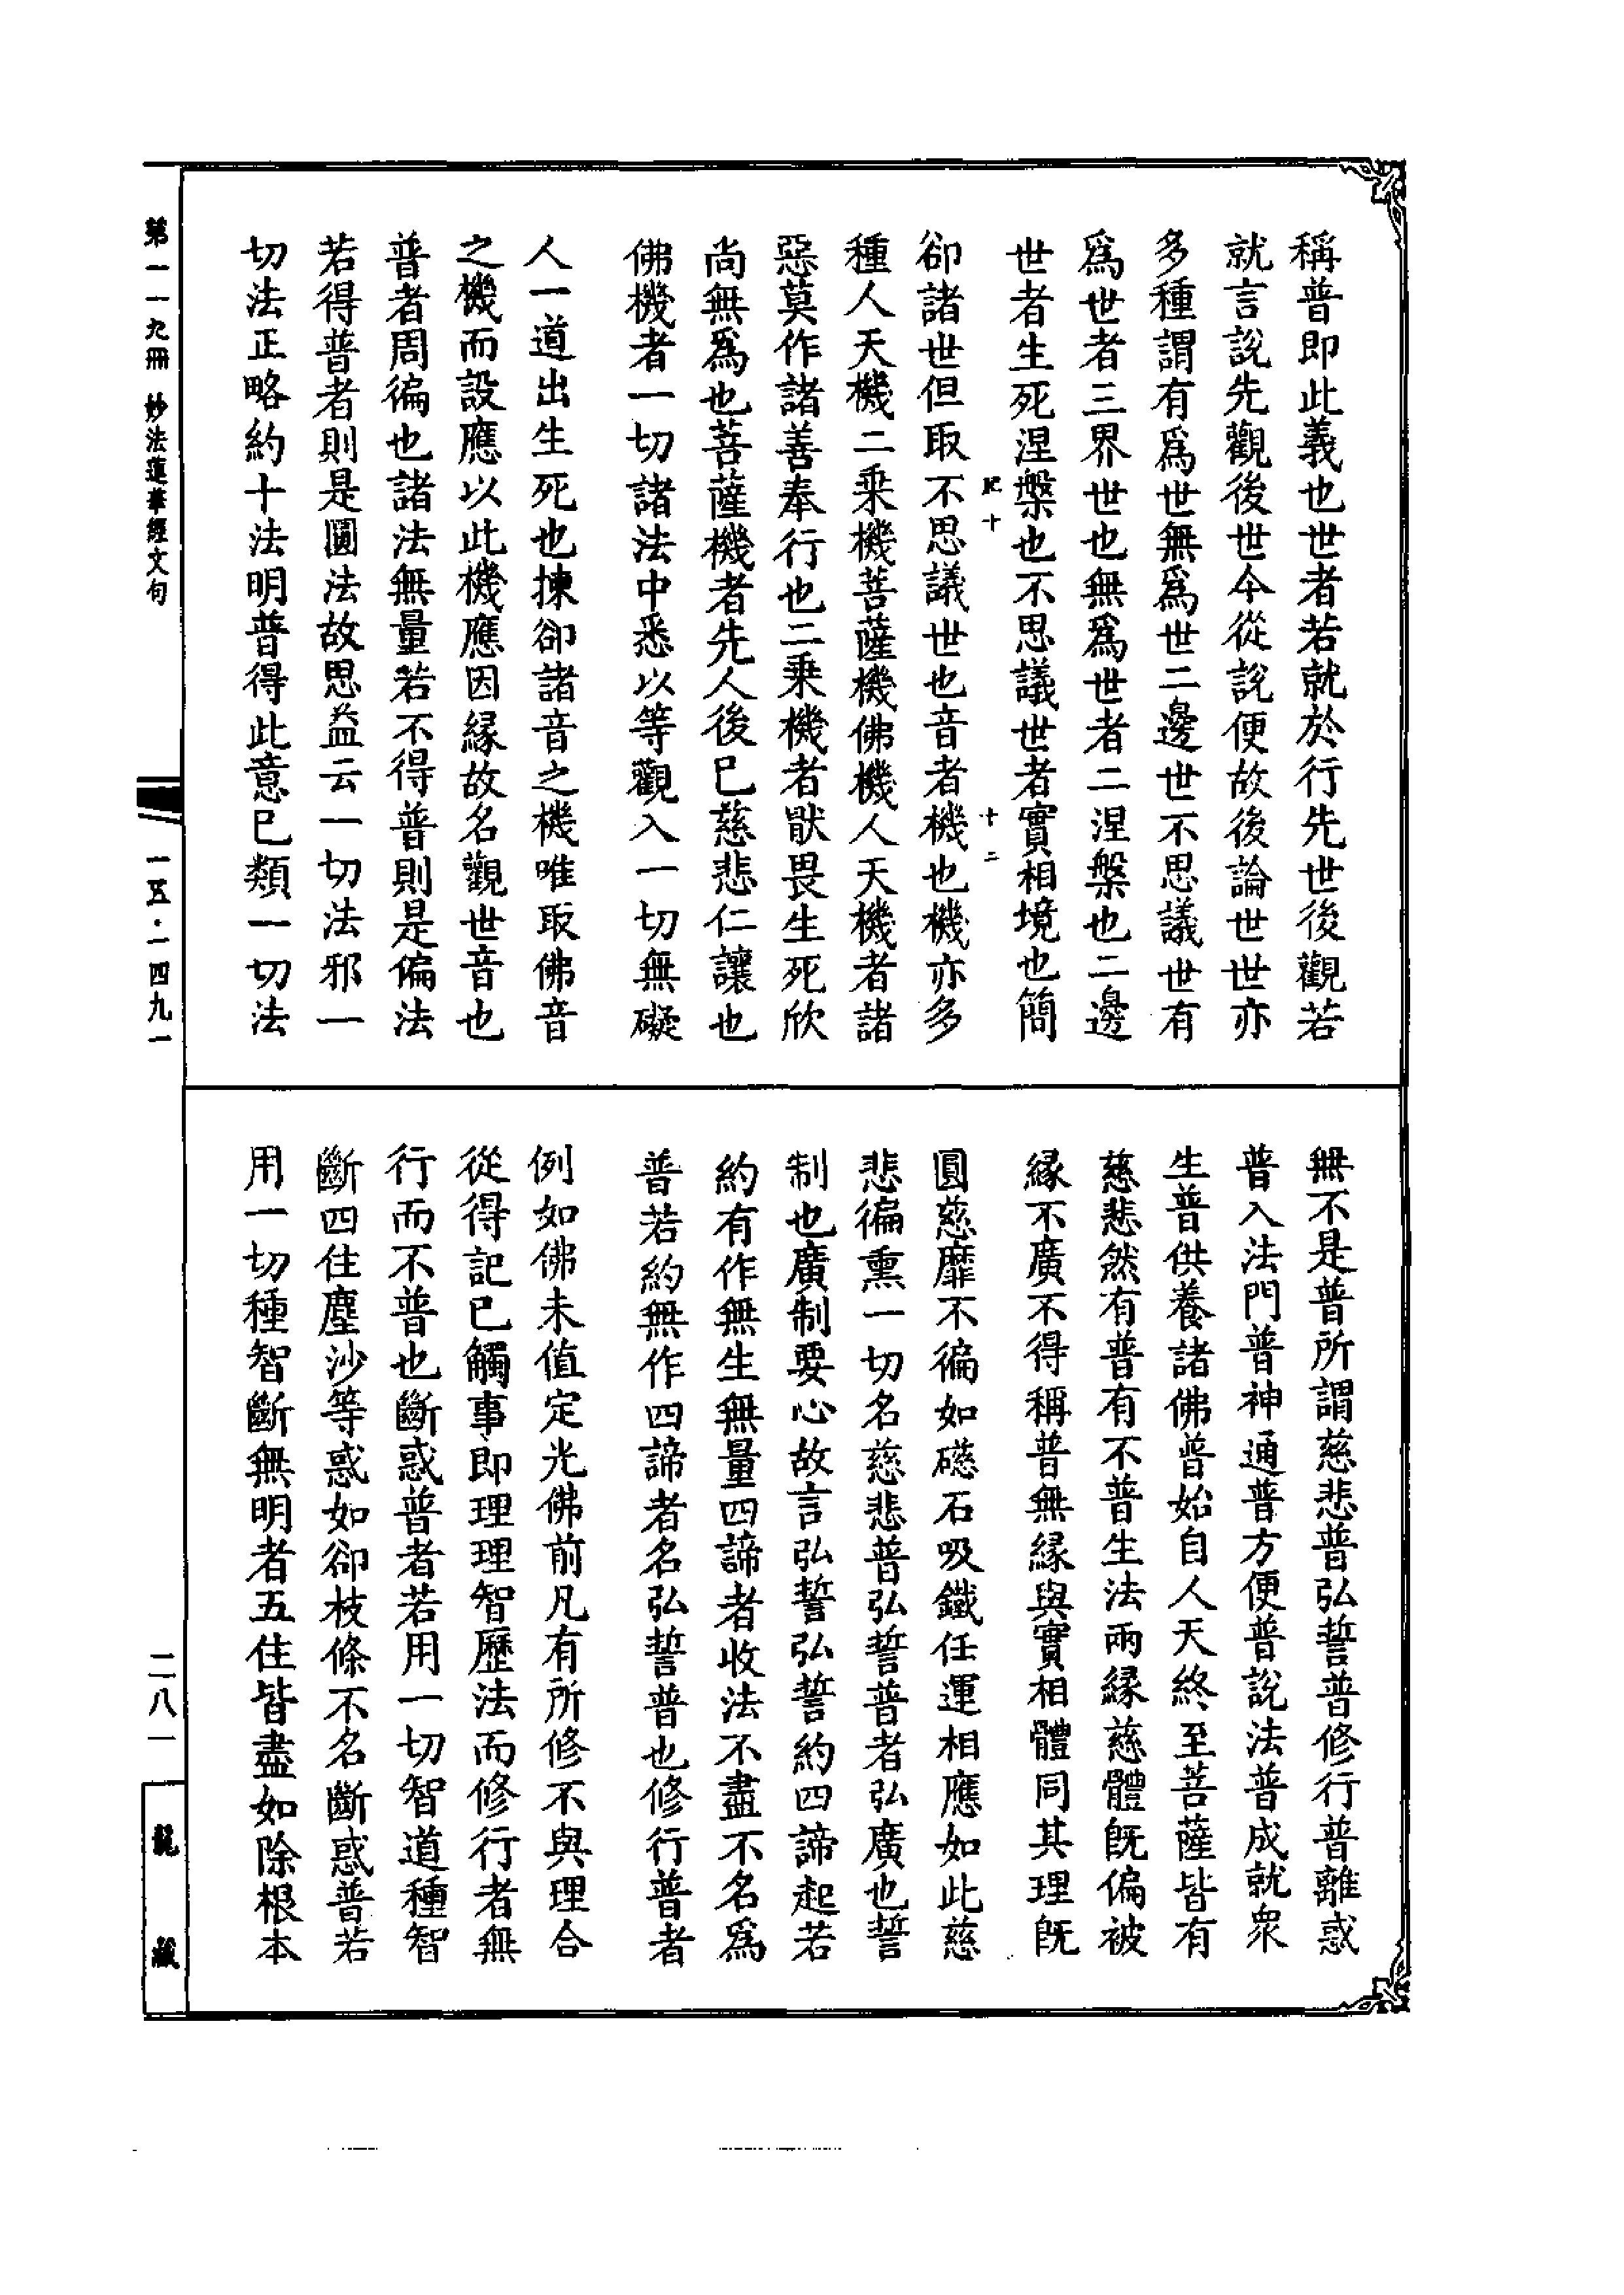 稱普即此義也世者若就於行先世後觀若
就言說先觀後世今從說便故後論世世亦
多種謂有爲世無爲世二邊世不思議世有
爲世者三界世也無爲世者二涅槃也二邊
世者生死涅槃也不思議世者實相境也簡
十
十二
卻諸世但取不思議世也音者機也機亦多
種人天機二乘機菩薩機佛機人天機者諸
惡莫作諸善奉行也二乘機者猒畏生死欣
尚無爲也菩薩機者先人後已慈悲仁讓也
佛機者一切諸法中悉以等觀入一切無礙
人一道出生死也揀卻諸音之機唯取佛音
之機而設應以此機應因緣故名觀世音也
普者周徧也諸法無量若不得普則是偏法
若得普者則是圓法故思益云一切法邪一
切法正略約十法明普得此意已類一切法
無不是普所謂慈悲普弘誓普修行普離惑
普入法門普神通普方便普說法普成就衆
生普供養諸佛普始自人天終至菩薩皆有
慈悲然有普有不普生法兩緣慈體旣偏被
緣不廣不得稱普無緣與實相體同其理旣
圓慈靡不徧如磁石吸鐵任運相應如此慈
悲徧熏一切名慈悲普弘誓普者弘廣也誓
制也廣制要心故言弘誓弘誓約四諦起若
約有作無生無量四諦者收法不盡不名爲
普若約無作四諦者名弘誓普也修行普者
例如佛未值定光佛前凡有所修不與理合
從得記已觸事即理理智歷法而修行者無
行而不普也斷惑普者若用一切智道種智
斷四住塵沙等惑如卻枝條不名斷惑普若
用一切種智斷無明者五住皆盡如除根本
第一一九冊 妙法蓮華經文句
一五·一四九一
二八一
龍藏